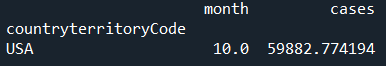 month cases
countryterritoryCode
USA 10.0 59882.774194